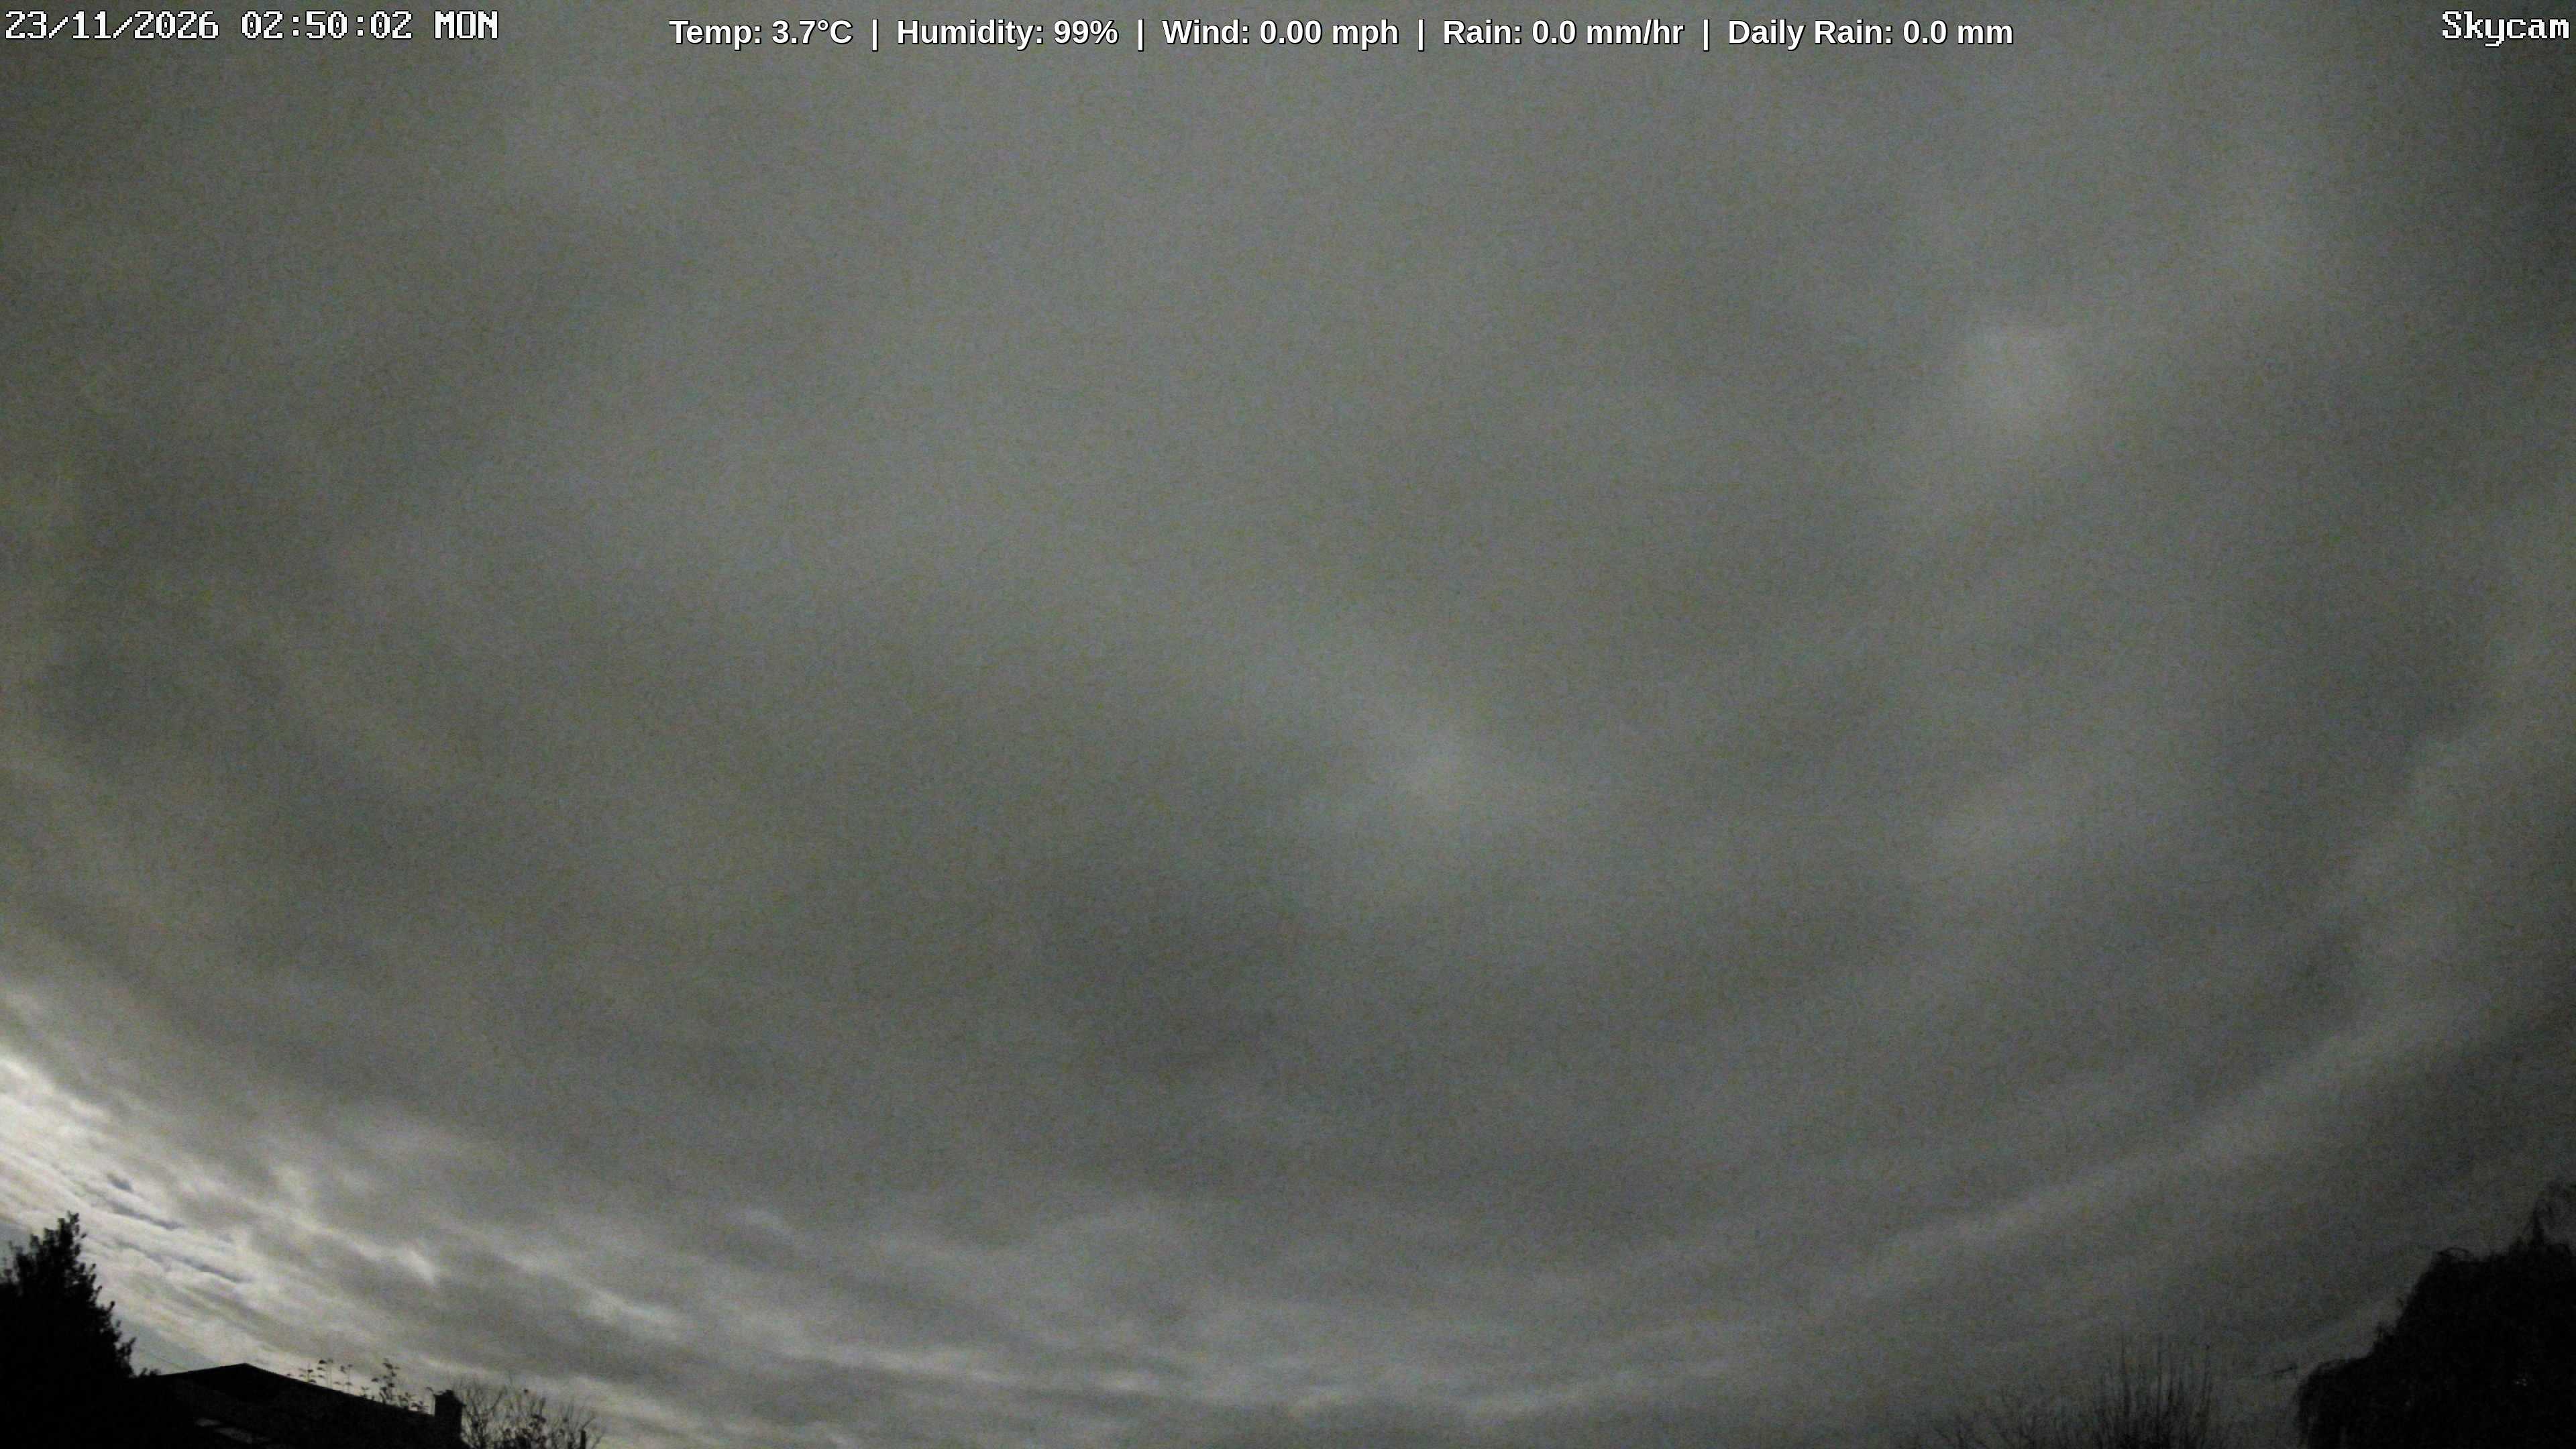 23/11/2026 02:50:02 MON
Temp: 3.7°C | Humidity: 99% | Wind: 0.00 mph | Rain: 0.0 mm/hr | Daily Rain: 0.0 mm
Skycam